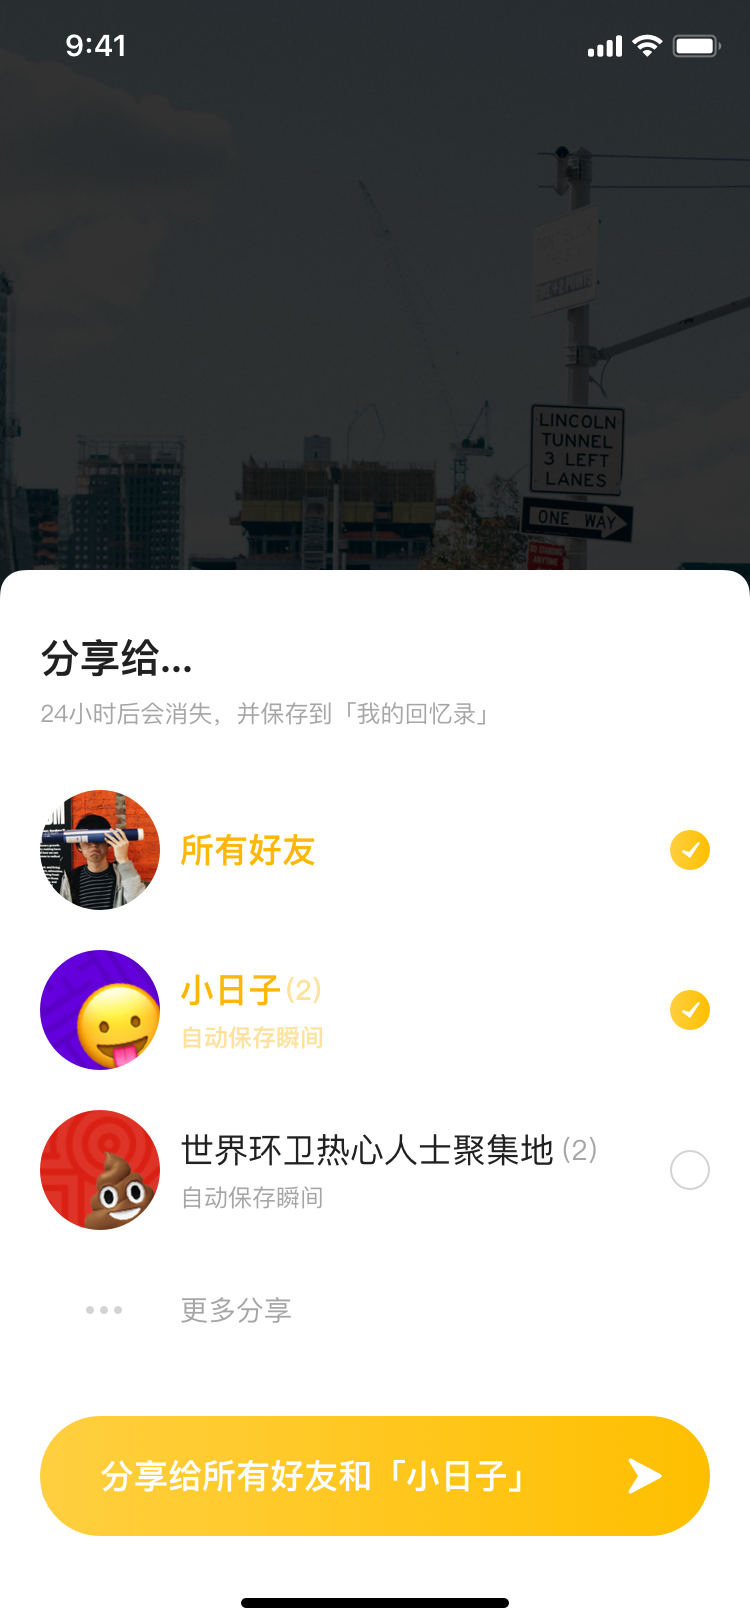 9:41
LINCOLN
TUNNEL
3 LEFT
LANES
ONE WAY
分享给...
24小时后会消失，并保存到「我的回忆录」
所有好友
小日子(2)
自动保存瞬间
世界环卫热心人士聚集地(2)
自动保存瞬间
更多分享
分享给所有好友和「小日子」